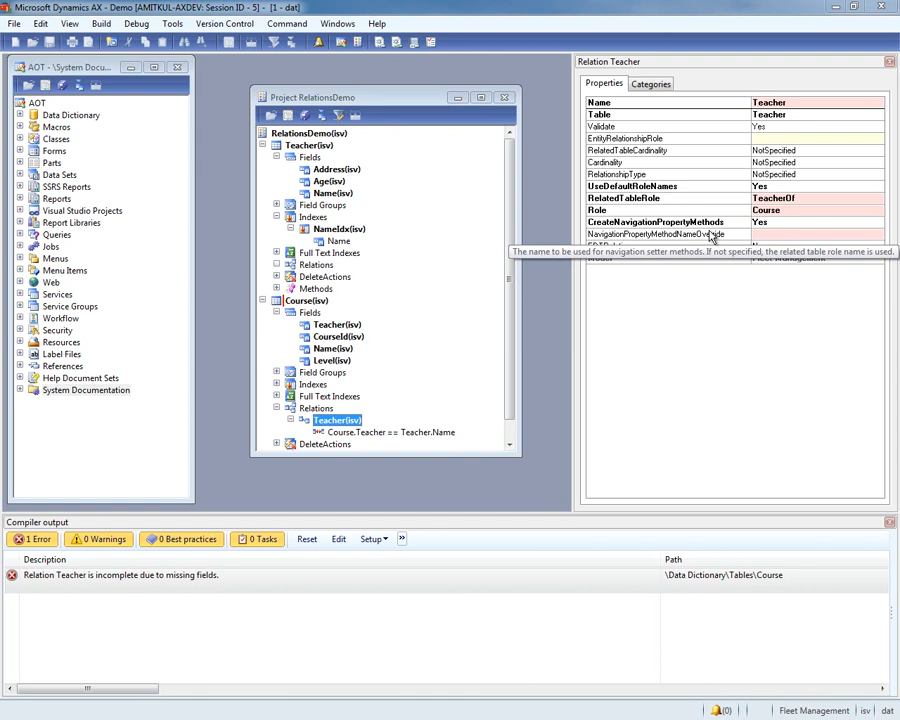 Microsoft Dynamics AX - Demo [AMITKUL-AXDEV: Session ID - 5] - [1 - dat]
File Edit View Build Debug Tools Version Control Command Windows Help
AOT - \System Docu...
AOT
Data Dictionary
Macros
Classes
Forms
Parts
Data Sets
SSRS Reports
Reports
Visual Studio Projects
Report Libraries
Queries
Jobs
Menus
Menu Items
Web
Services
Service Groups
Workflow
Security
Resources
Label Files
References
Help Document Sets
System Documentation
Project RelationsDemo
RelationsDemo(isv)
Teacher(isv)
Fields
Address(isv)
Age(isv)
Name(isv)
Field Groups
Indexes
NameIdx(isv)
Name
Full Text Indexes
Relations
DeleteActions
Methods
Course(isv)
Fields
Teacher(isv)
CourseId(isv)
Name(isv)
Level(isv)
Field Groups
Indexes
Full Text Indexes
Relations
Teacher(isv)
Course.Teacher == Teacher.Name
DeleteActions
Relation Teacher
Properties Categories
Name Teacher
Table Teacher
Validate Yes
EntityRelationshipRole
RelatedTableCardinality NotSpecified
Cardinality NotSpecified
RelationshipType NotSpecified
UseDefaultRoleNames Yes
RelatedTableRole TeacherOf
Role Course
CreateNavigationPropertyMethods Yes
NavigationPropertyMethodNameOverride
The name to be used for navigation setter methods. If not specified, the related table role name is used.
Compiler output
1 Error 0 Warnings 0 Best practices 0 Tasks Reset Edit Setup »
Description Path
Relation Teacher is incomplete due to missing fields. \Data Dictionary\Tables\Course
(0) Fleet Management isv dat